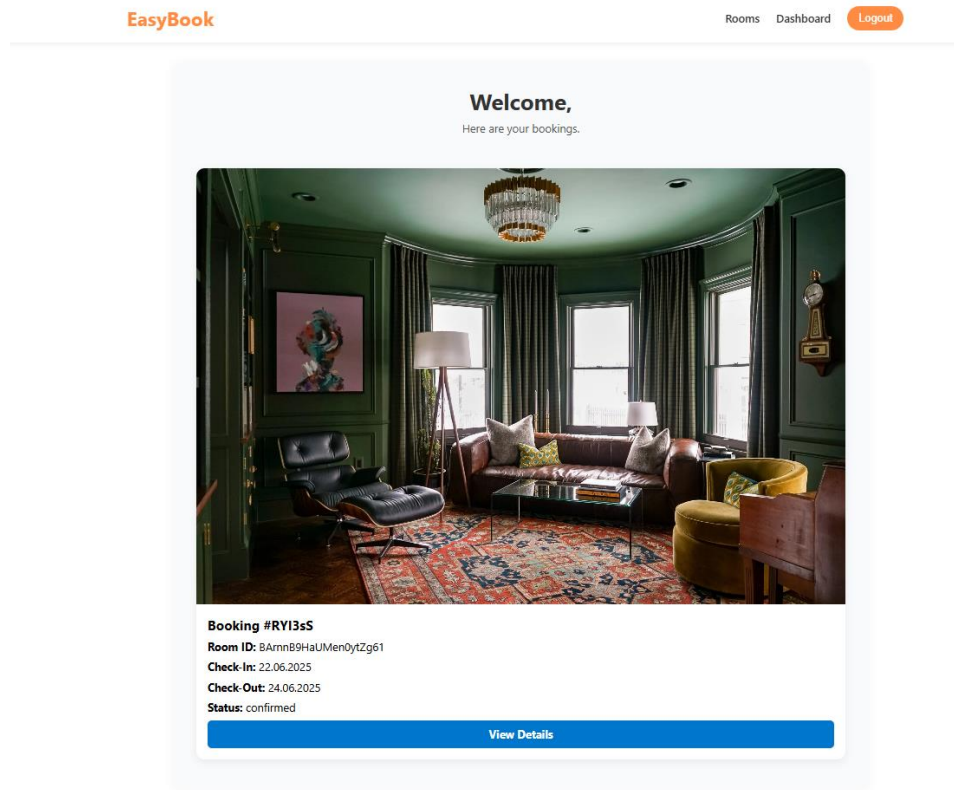 EasyBook
Rooms Dashboard Logout
Welcome,
Here are your bookings.
Booking #RYI3sS
Room ID: BArnnB9HaUMen0ytZg61
Check-In: 22.06.2025
Check-Out: 24.06.2025
Status: confirmed
View Details